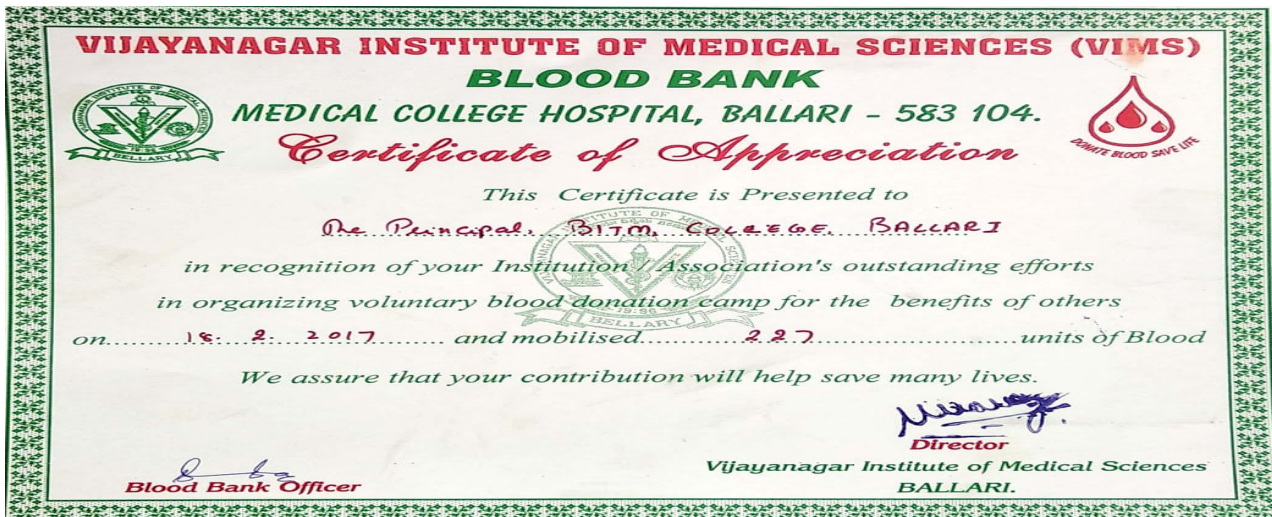 VIJAYANAGAR INSTITUTE OF MEDICAL SCIENCES (VIMS)
BLOOD BANK
MEDICAL COLLEGE HOSPITAL, BALLARI - 583 104.
Certificate of Appreciation
BELLARY
DONATE BLOOD SAVE LIFE
This Certificate is Presented to
The Principal. BITM, COLLEGE, BALLARI
in recognition of your Institution / Association's outstanding efforts
in organizing voluntary blood donation camp for the benefits of others
BELLARY
on.........18. 2. 2017......... and mobilised............227......................units of Blood
We assure that your contribution will help save many lives.
Director
Vijayanagar Institute of Medical Sciences
BALLARI.
Blood Bank Officer